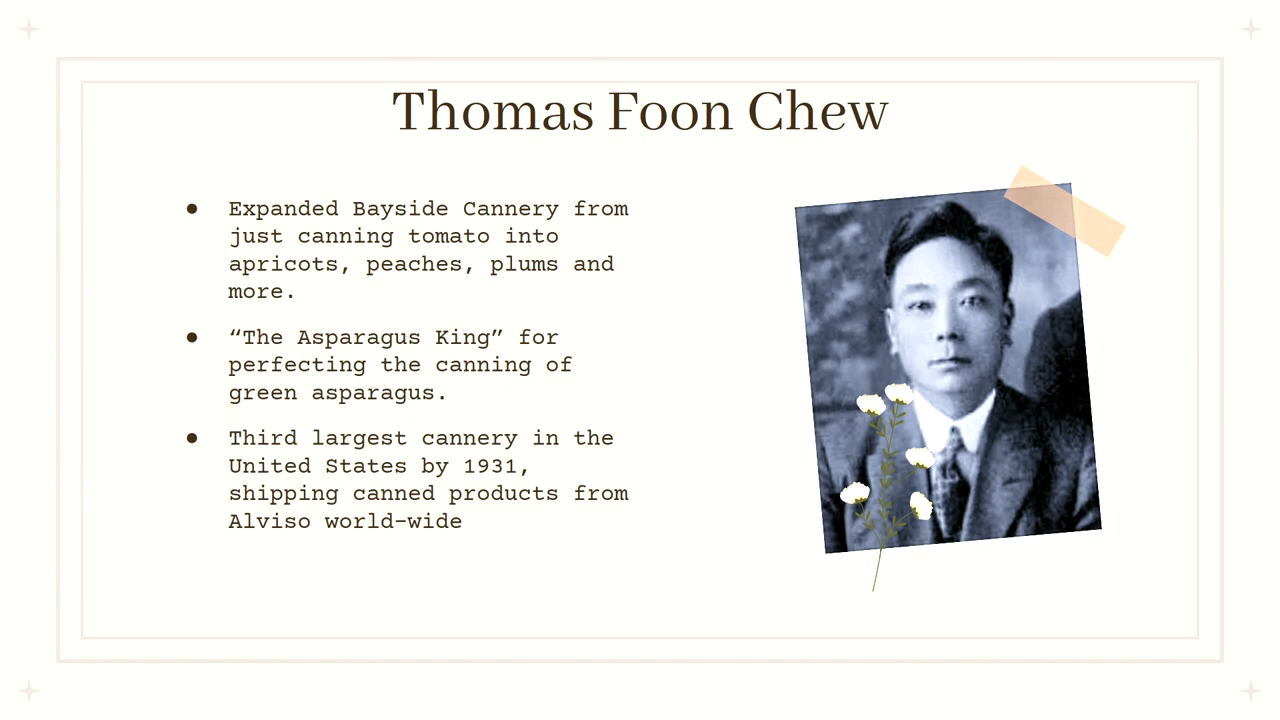 Thomas Foon Chew
● Expanded Bayside Cannery from
just canning tomato into
apricots, peaches, plums and
more.
● “The Asparagus King” for
perfecting the canning of
green asparagus.
● Third largest cannery in the
United States by 1931,
shipping canned products from
Alviso world-wide